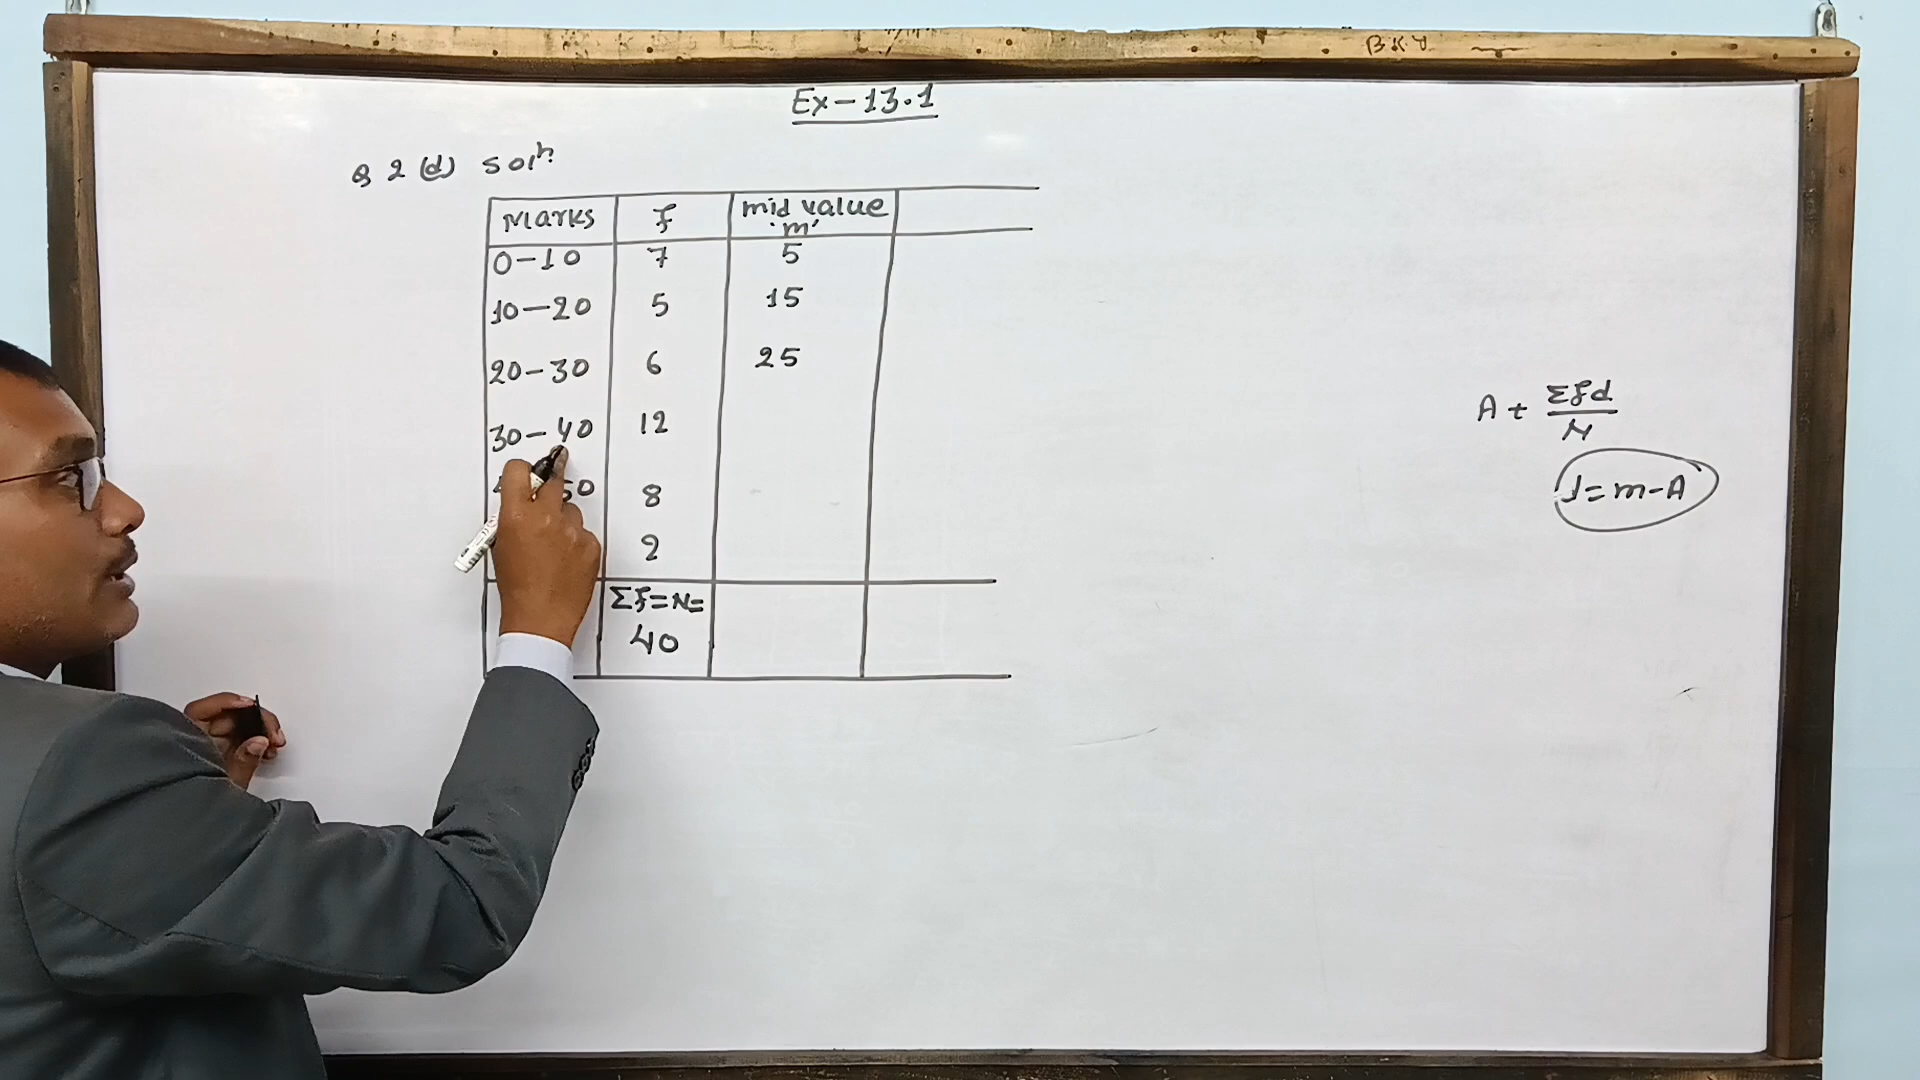 B.K.Y
Ex-13.1
Q 2 (d) Solⁿ.
Marks f mid value 'm'
0-10 7 5
10-20 5 15
20-30 6 25
30-40 12
50 8
2
Σf=N=
40
A + Σfd/N
d=m-A